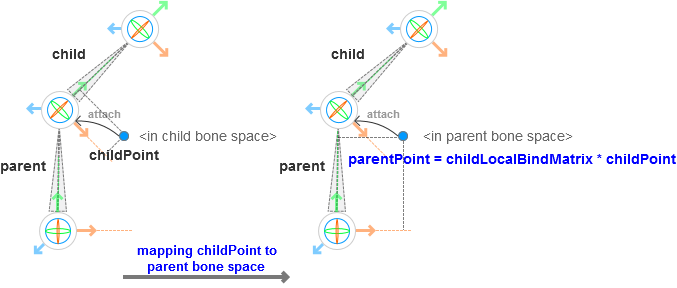 child
attach
<in child bone space>
childPoint
parent
mapping childPoint to
parent bone space
child
attach
<in parent bone space>
parentPoint = childLocalBindMatrix * childPoint
parent